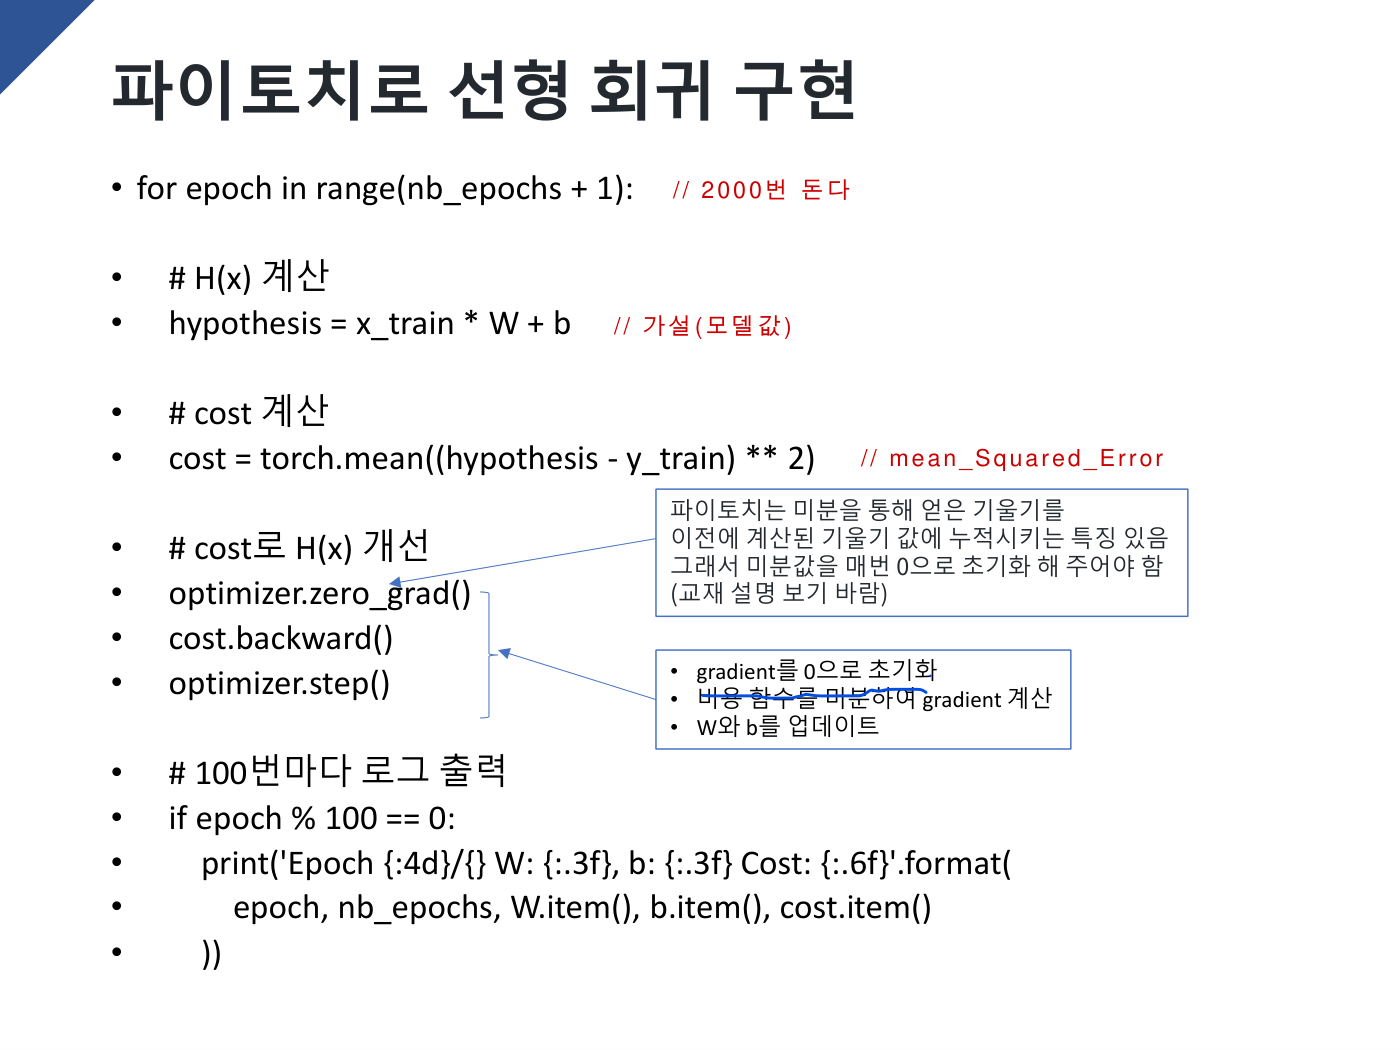 파이토치로 선형 회귀 구현
• for epoch in range(nb_epochs + 1): // 2000번 돈다
• # H(x) 계산
• hypothesis = x_train * W + b // 가설(모델값)
• # cost 계산
• cost = torch.mean((hypothesis - y_train) ** 2) // mean_Squared_Error
파이토치는 미분을 통해 얻은 기울기를
이전에 계산된 기울기 값에 누적시키는 특징 있음
그래서 미분값을 매번 0으로 초기화 해 주어야 함
(교재 설명 보기 바람)
• # cost로 H(x) 개선
• optimizer.zero_grad()
• cost.backward()
• optimizer.step()
• gradient를 0으로 초기화
• 비용 함수를 미분하여 gradient 계산
• W와 b를 업데이트
• # 100번마다 로그 출력
• if epoch % 100 == 0:
• print('Epoch {:4d}/{} W: {:.3f}, b: {:.3f} Cost: {:.6f}'.format(
• epoch, nb_epochs, W.item(), b.item(), cost.item()
• ))